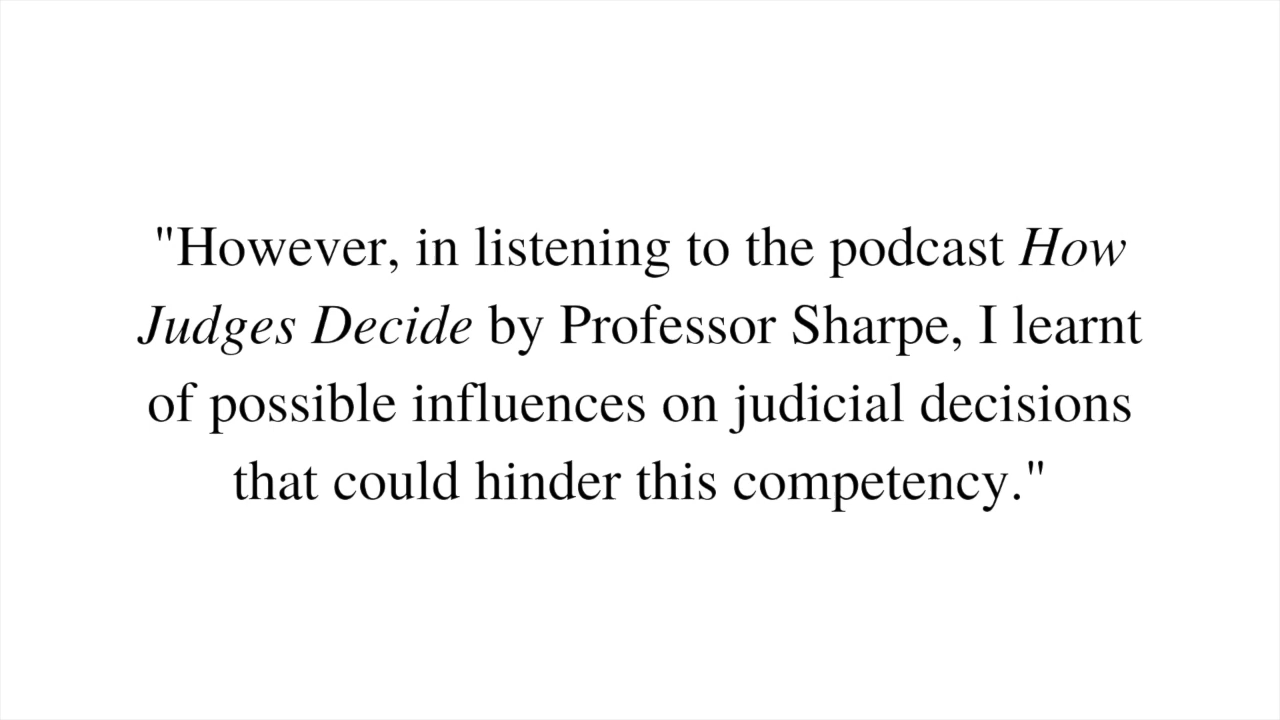 "However, in listening to the podcast How
Judges Decide by Professor Sharpe, I learnt
of possible influences on judicial decisions
that could hinder this competency."